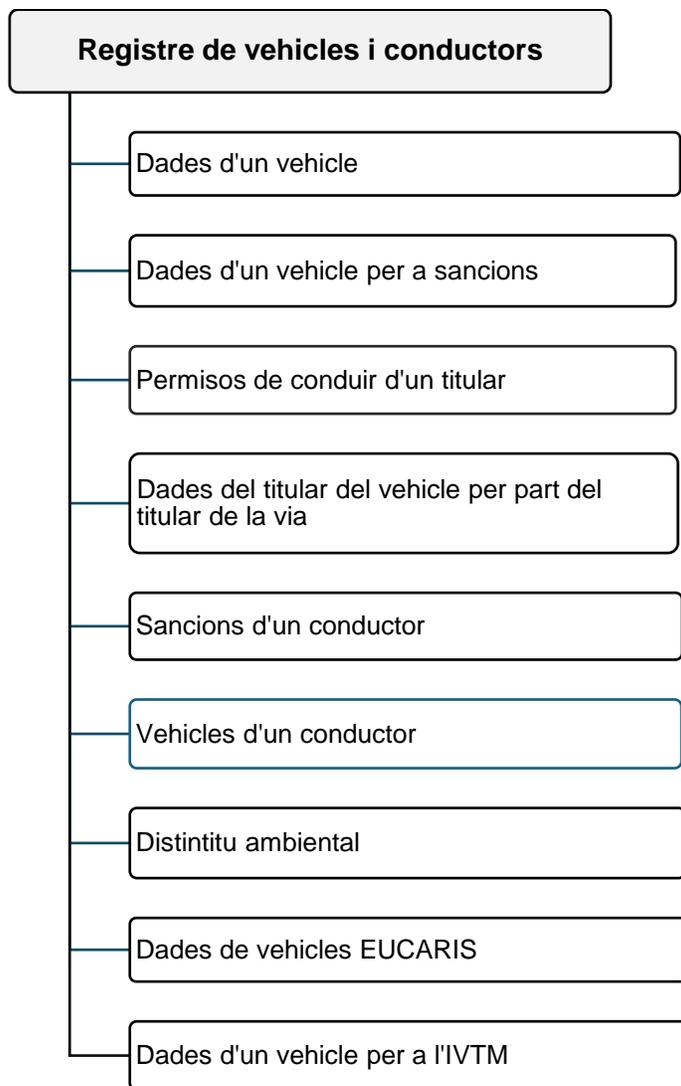 Registre de vehicles i conductors
Dades d'un vehicle
Dades d'un vehicle per a sancions
Permisos de conduir d'un titular
Dades del titular del vehicle per part del
titular de la via
Sancions d'un conductor
Vehicles d'un conductor
Distintitu ambiental
Dades de vehicles EUCARIS
Dades d'un vehicle per a l'IVTM